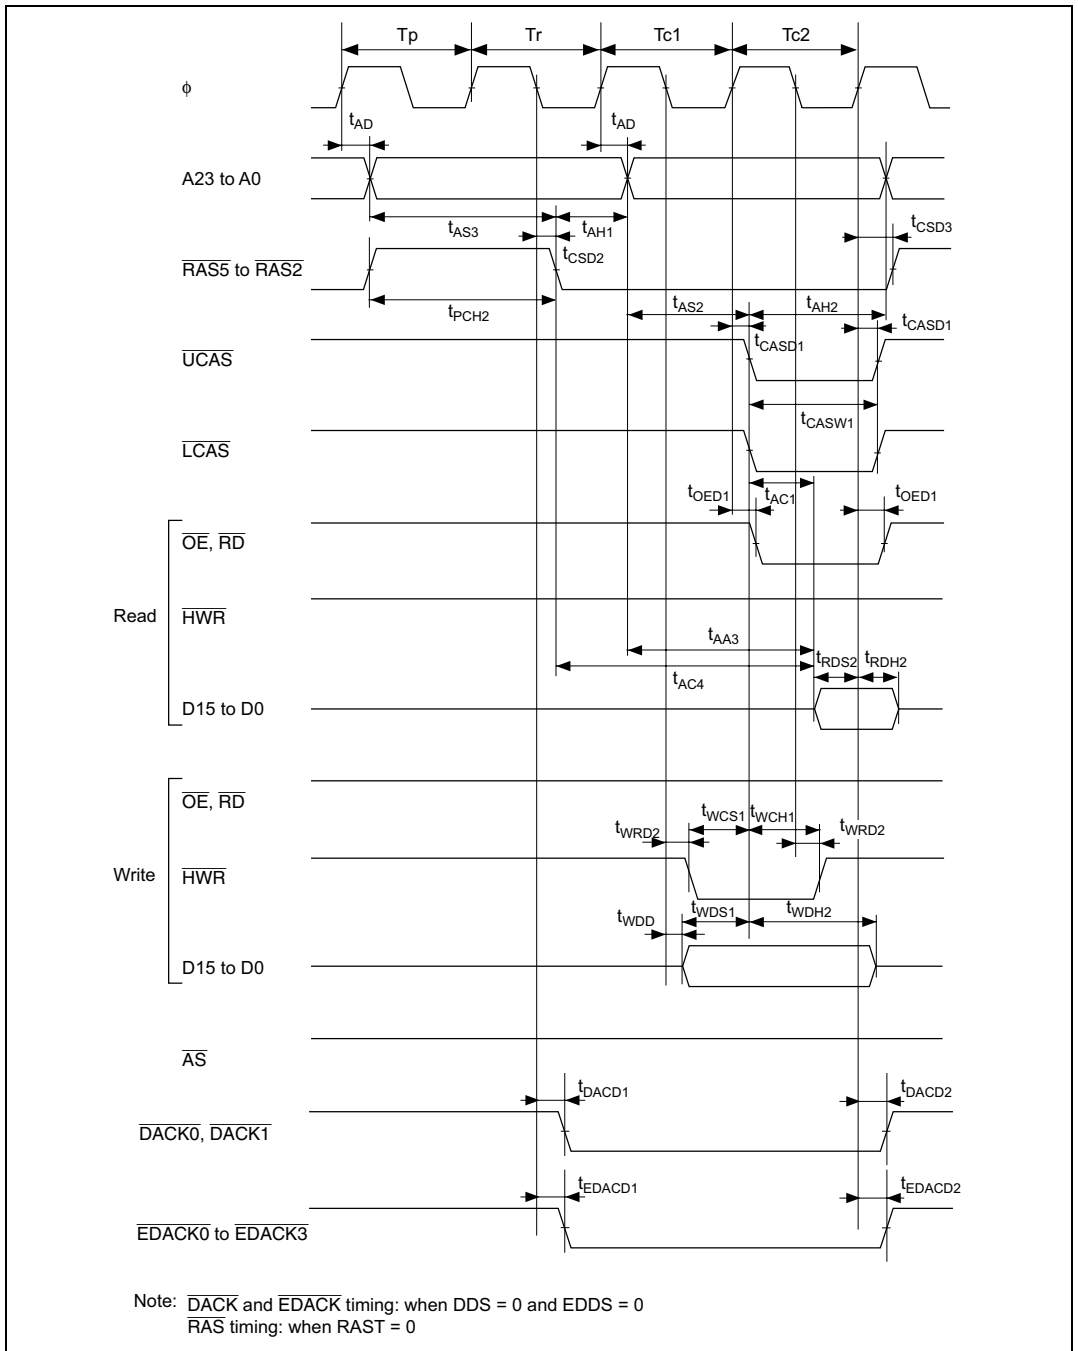 Tp Tr Tc1 Tc2
ϕ
tAD tAD
A23 to A0
tAS3 tAH1 tCSD3
tCSD2
RAS5 to RAS2
tPCH2 tAS2 tAH2
tCASD1 tCASD1
UCAS
tCASW1
LCAS
tOED1 tAC1 tOED1
OE, RD
Read HWR
tAA3
tRDS2 tRDH2
tAC4
D15 to D0
OE, RD
tWCS1 tWCH1
tWRD2 tWRD2
Write HWR
tWDS1 tWDH2
tWDD
D15 to D0
AS
tDACD1 tDACD2
DACK0, DACK1
tEDACD1 tEDACD2
EDACK0 to EDACK3
Note: DACK and EDACK timing: when DDS = 0 and EDDS = 0
RAS timing: when RAST = 0